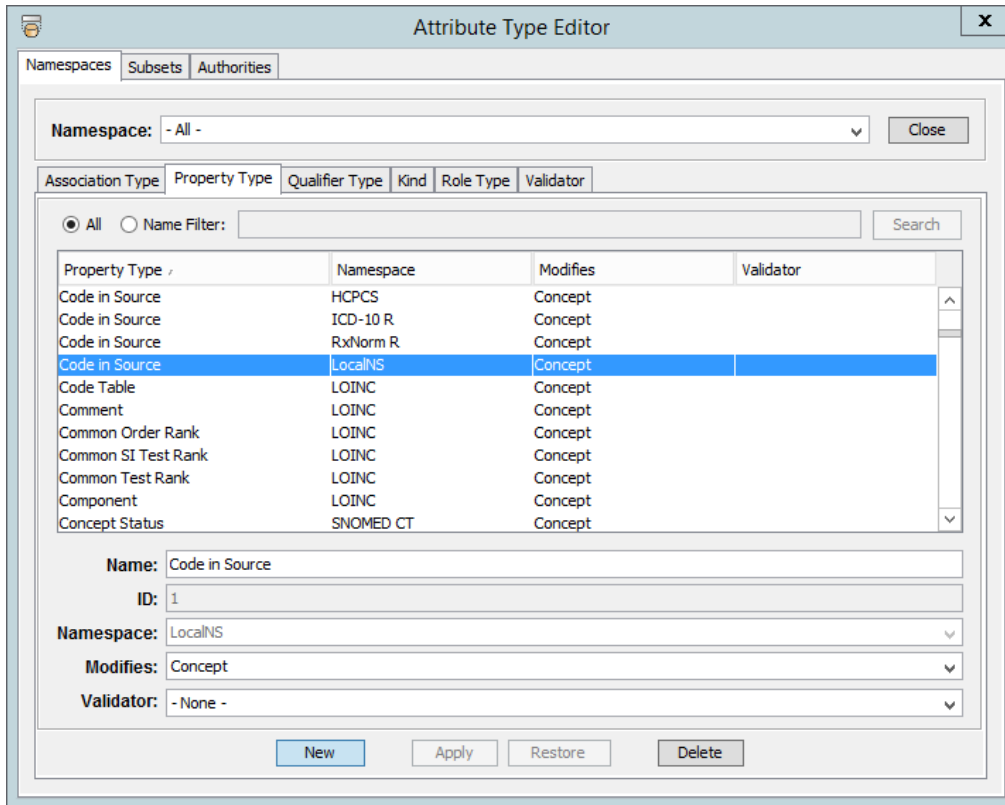 Attribute Type Editor
x
Namespaces Subsets Authorities
Namespace: - All - Close
Association Type Property Type Qualifier Type Kind Role Type Validator
All Name Filter: Search
Property Type Namespace Modifies Validator
Code in Source HCPCS Concept
Code in Source ICD-10 R Concept
Code in Source RxNorm R Concept
Code in Source LocalNS Concept
Code Table LOINC Concept
Comment LOINC Concept
Common Order Rank LOINC Concept
Common SI Test Rank LOINC Concept
Common Test Rank LOINC Concept
Component LOINC Concept
Concept Status SNOMED CT Concept
Name: Code in Source
ID: 1
Namespace: LocalNS
Modifies: Concept
Validator: - None -
New Apply Restore Delete